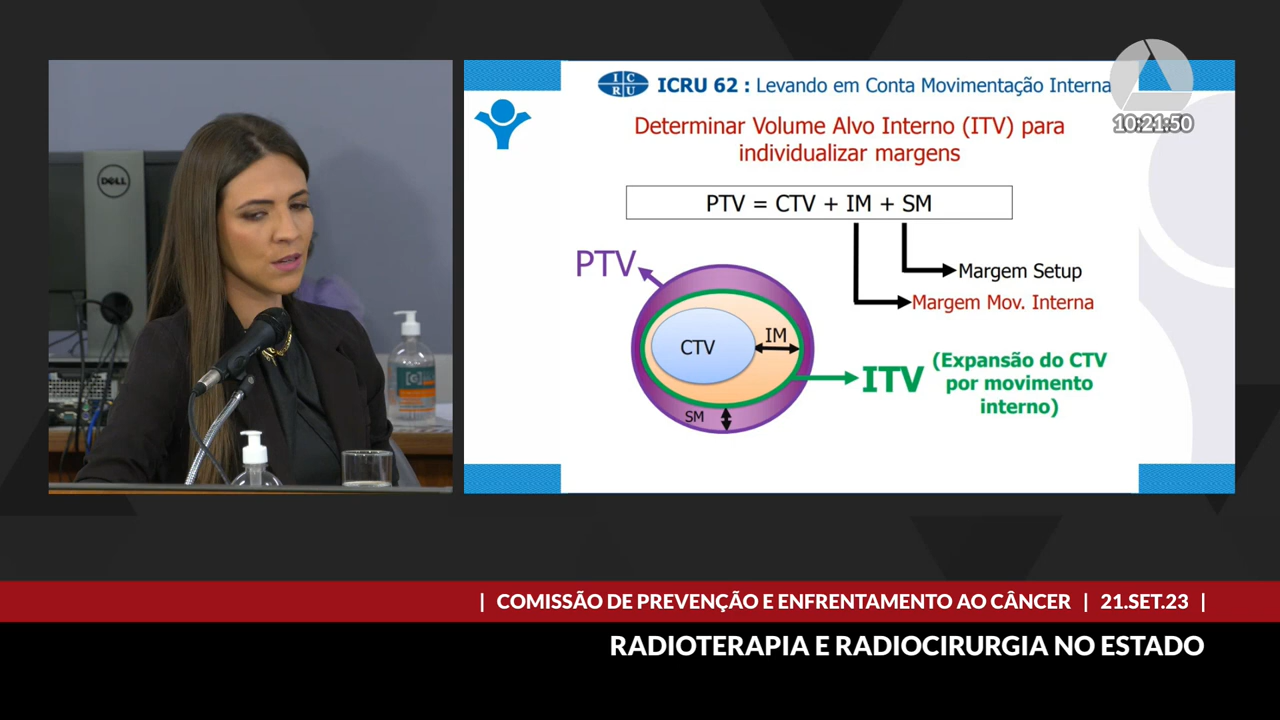 DELL
I C
R U
ICRU 62 : Levando em Conta Movimentação Interna
10:21:50
Determinar Volume Alvo Interno (ITV) para
individualizar margens
PTV = CTV + IM + SM
PTV
Margem Setup
Margem Mov. Interna
CTV
IM
ITV
(Expansão do CTV
por movimento
interno)
SM
| COMISSÃO DE PREVENÇÃO E ENFRENTAMENTO AO CÂNCER | 21.SET.23 |
RADIOTERAPIA E RADIOCIRURGIA NO ESTADO